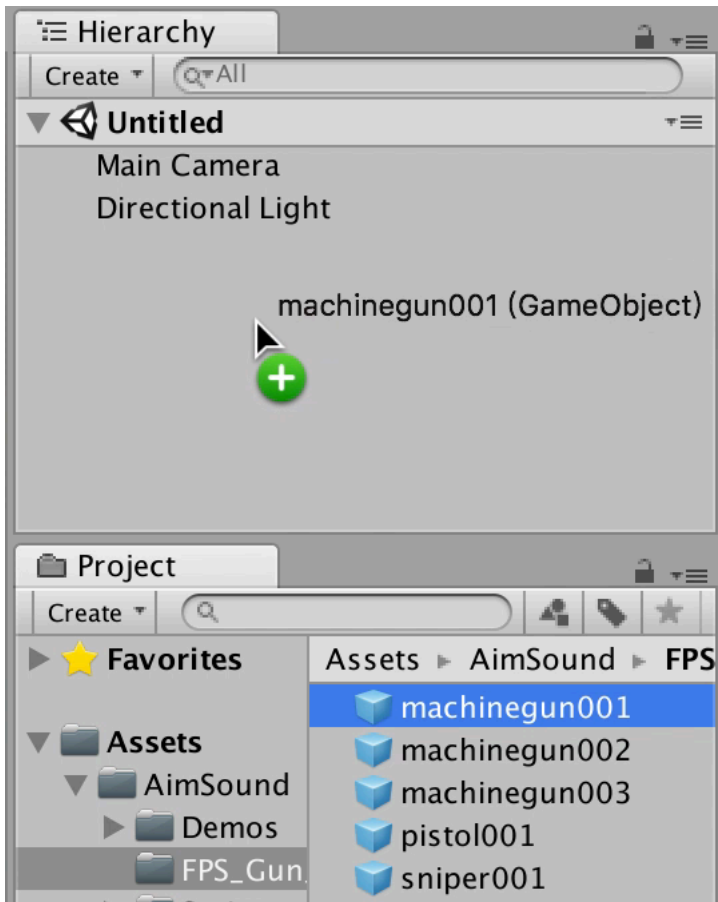 Hierarchy
Create All
Untitled
Main Camera
Directional Light
machinegun001 (GameObject)
Project
Create
Favorites
Assets
AimSound
Demos
FPS_Gun_
Assets AimSound FPS
machinegun001
machinegun002
machinegun003
pistol001
sniper001